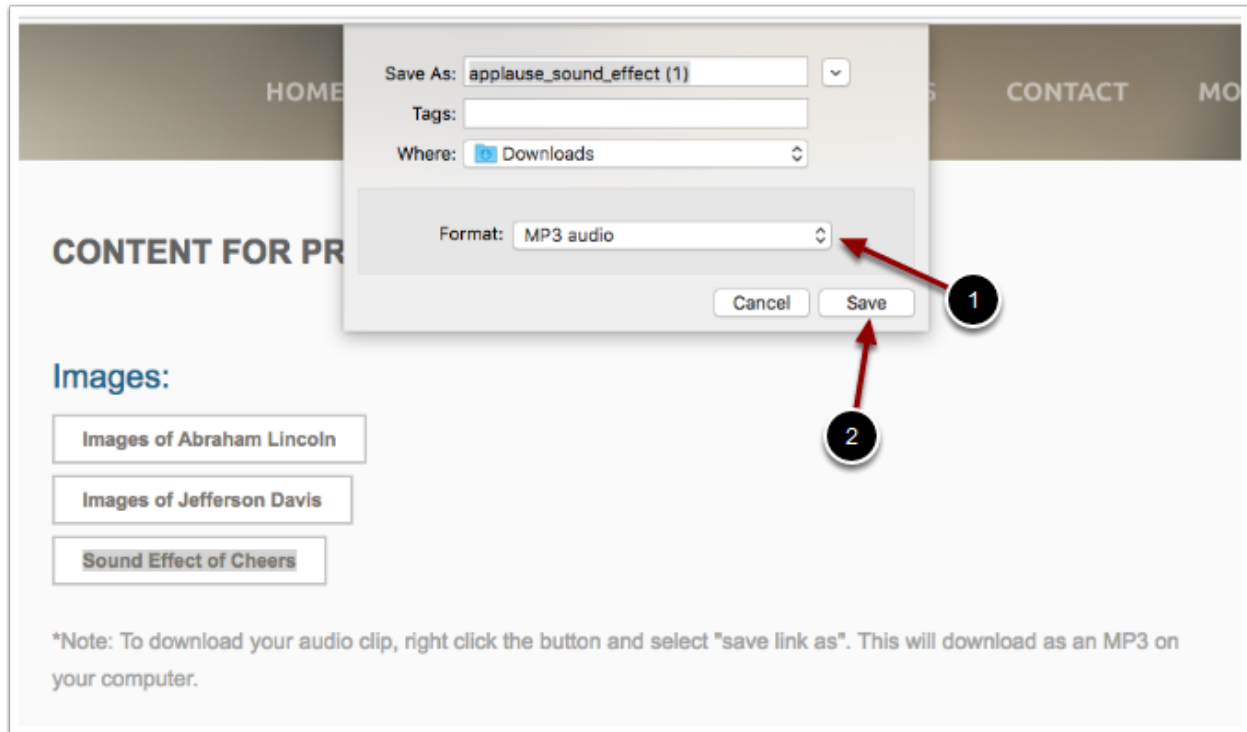 Save As: applause_sound_effect (1)
HOME
S CONTACT MO
Tags:
Where: Downloads
Format: MP3 audio
CONTENT FOR PR
1
Cancel Save
Images:
2
Images of Abraham Lincoln
Images of Jefferson Davis
Sound Effect of Cheers
*Note: To download your audio clip, right click the button and select "save link as". This will download as an MP3 on
your computer.